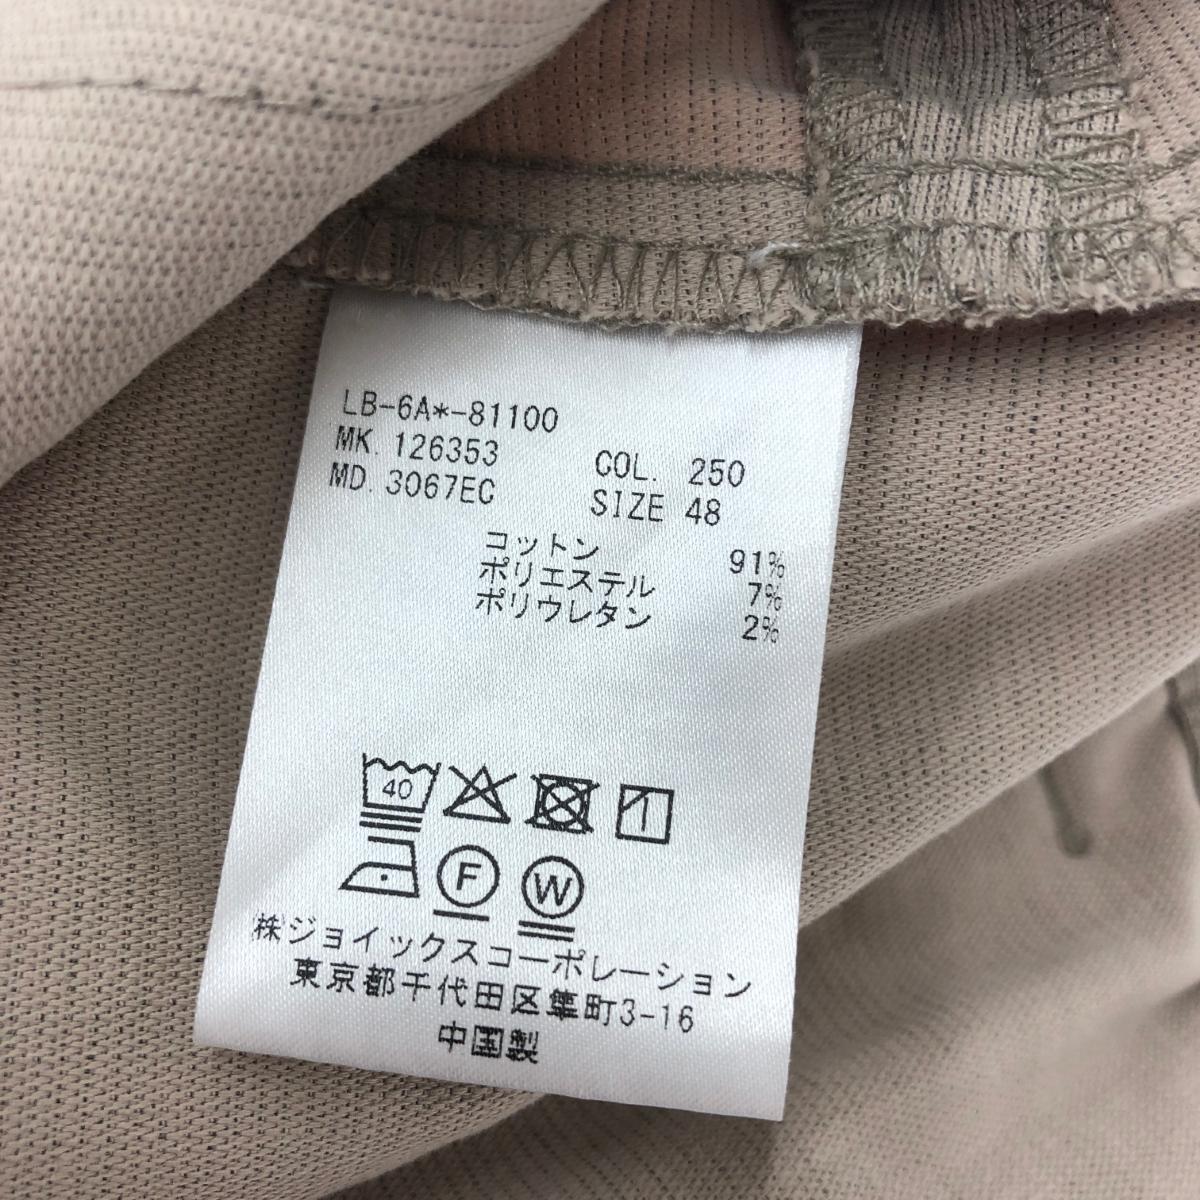 LB-6A*-81100
MK. 126353 COL. 250
MD. 3067EC SIZE 48
コットン 91%
ポリエステル 7%
ポリウレタン 2%
40
F W
㈱ジョイックスコーポレーション
東京都千代田区隼町3-16
中国製